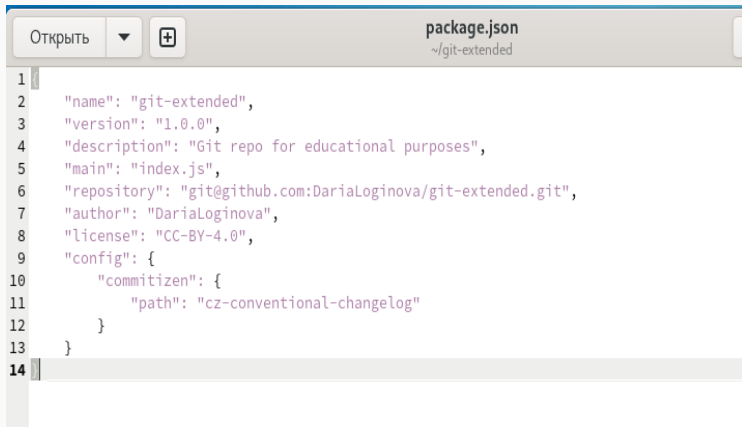 Открыть
package.json
~/git-extended
1 {
2 "name": "git-extended",
3 "version": "1.0.0",
4 "description": "Git repo for educational purposes",
5 "main": "index.js",
6 "repository": "git@github.com:DariaLoginova/git-extended.git",
7 "author": "DariaLoginova",
8 "license": "CC-BY-4.0",
9 "config": {
10 "commitizen": {
11 "path": "cz-conventional-changelog"
12 }
13 }
14 }